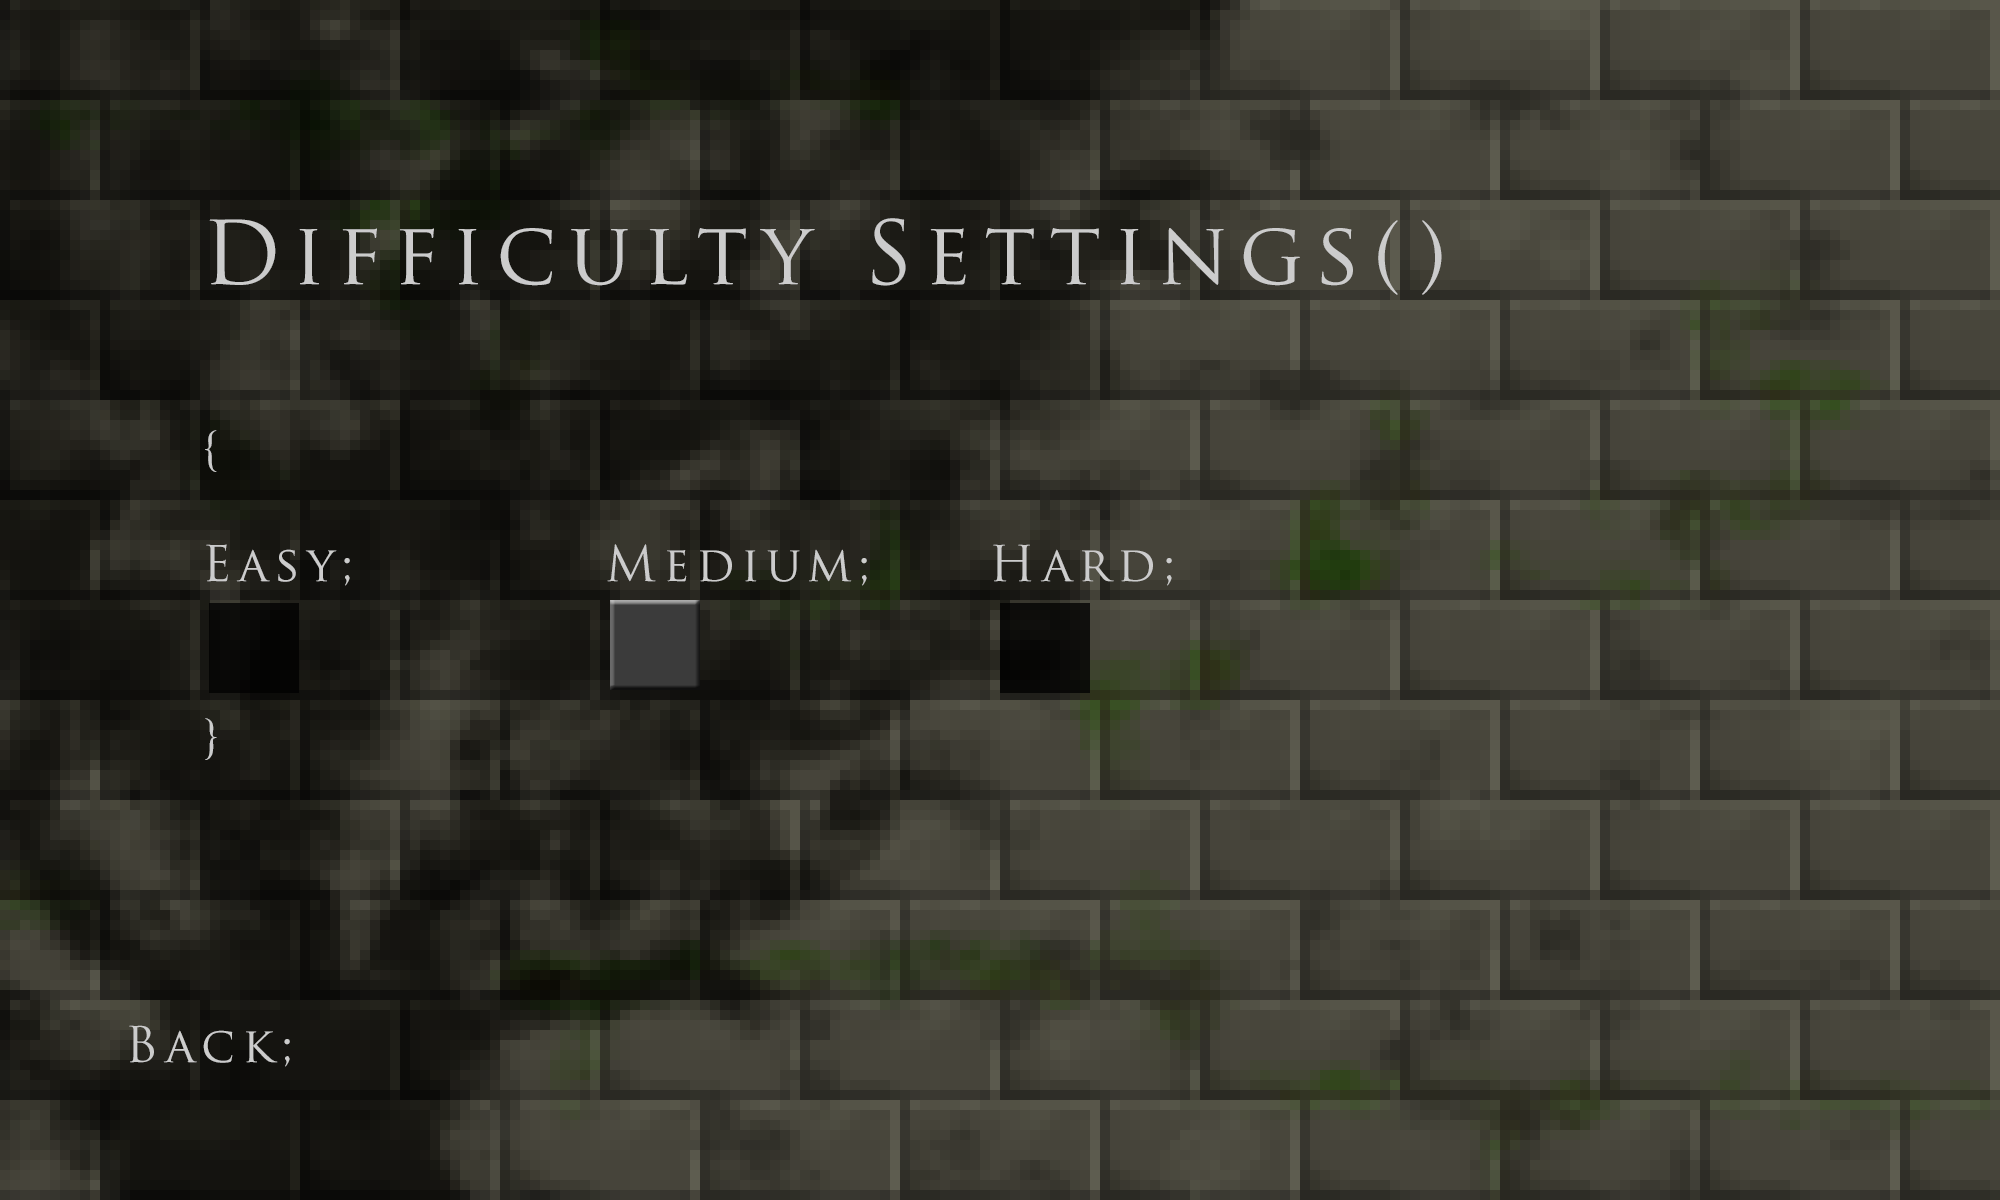 Difficulty Settings()
{
Easy; Medium; Hard;
}
Back;